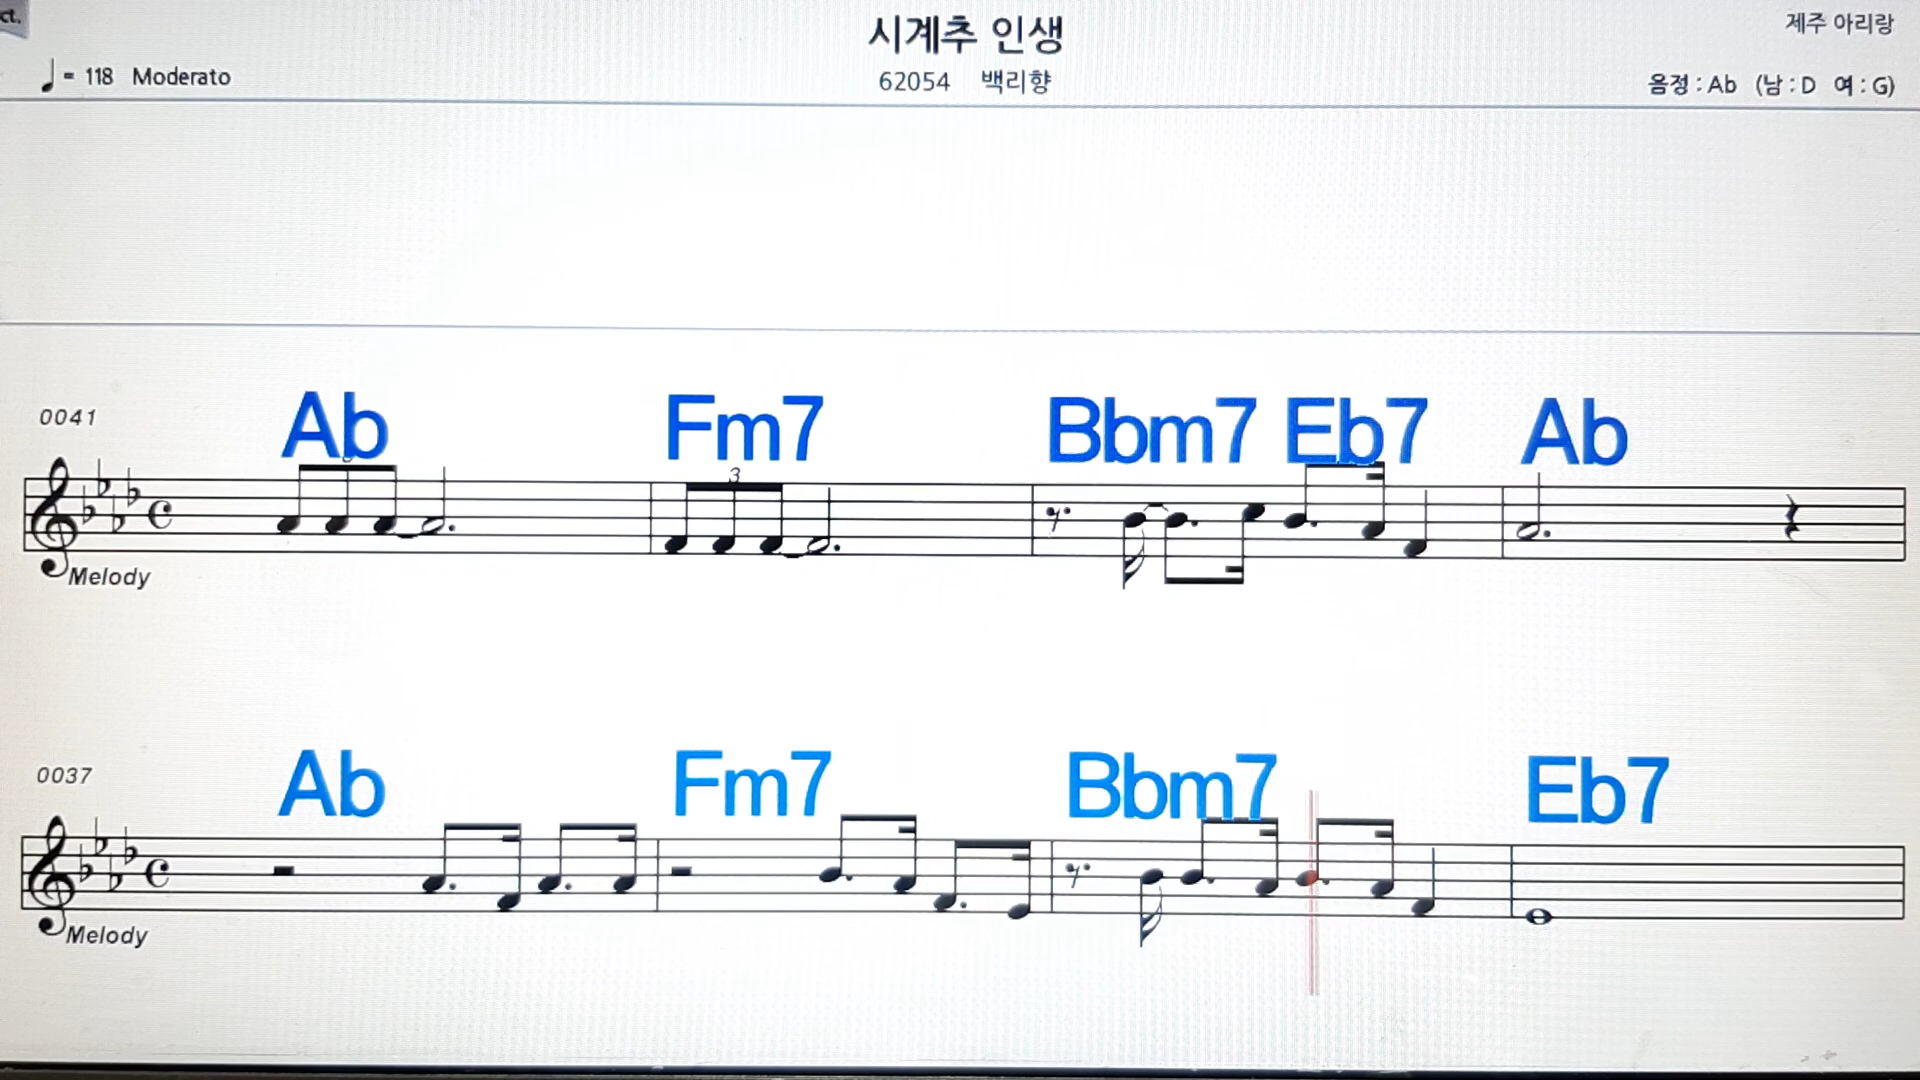 ct.
시계추 인생
제주 아리랑
♩ = 118 Moderato
62054 백리향
음정 : Ab (남 : D 여 : G)
0041
Ab Fm7 Bbm7 Eb7 Ab
3
Melody
0037
Ab Fm7 Bbm7 Eb7
Melody